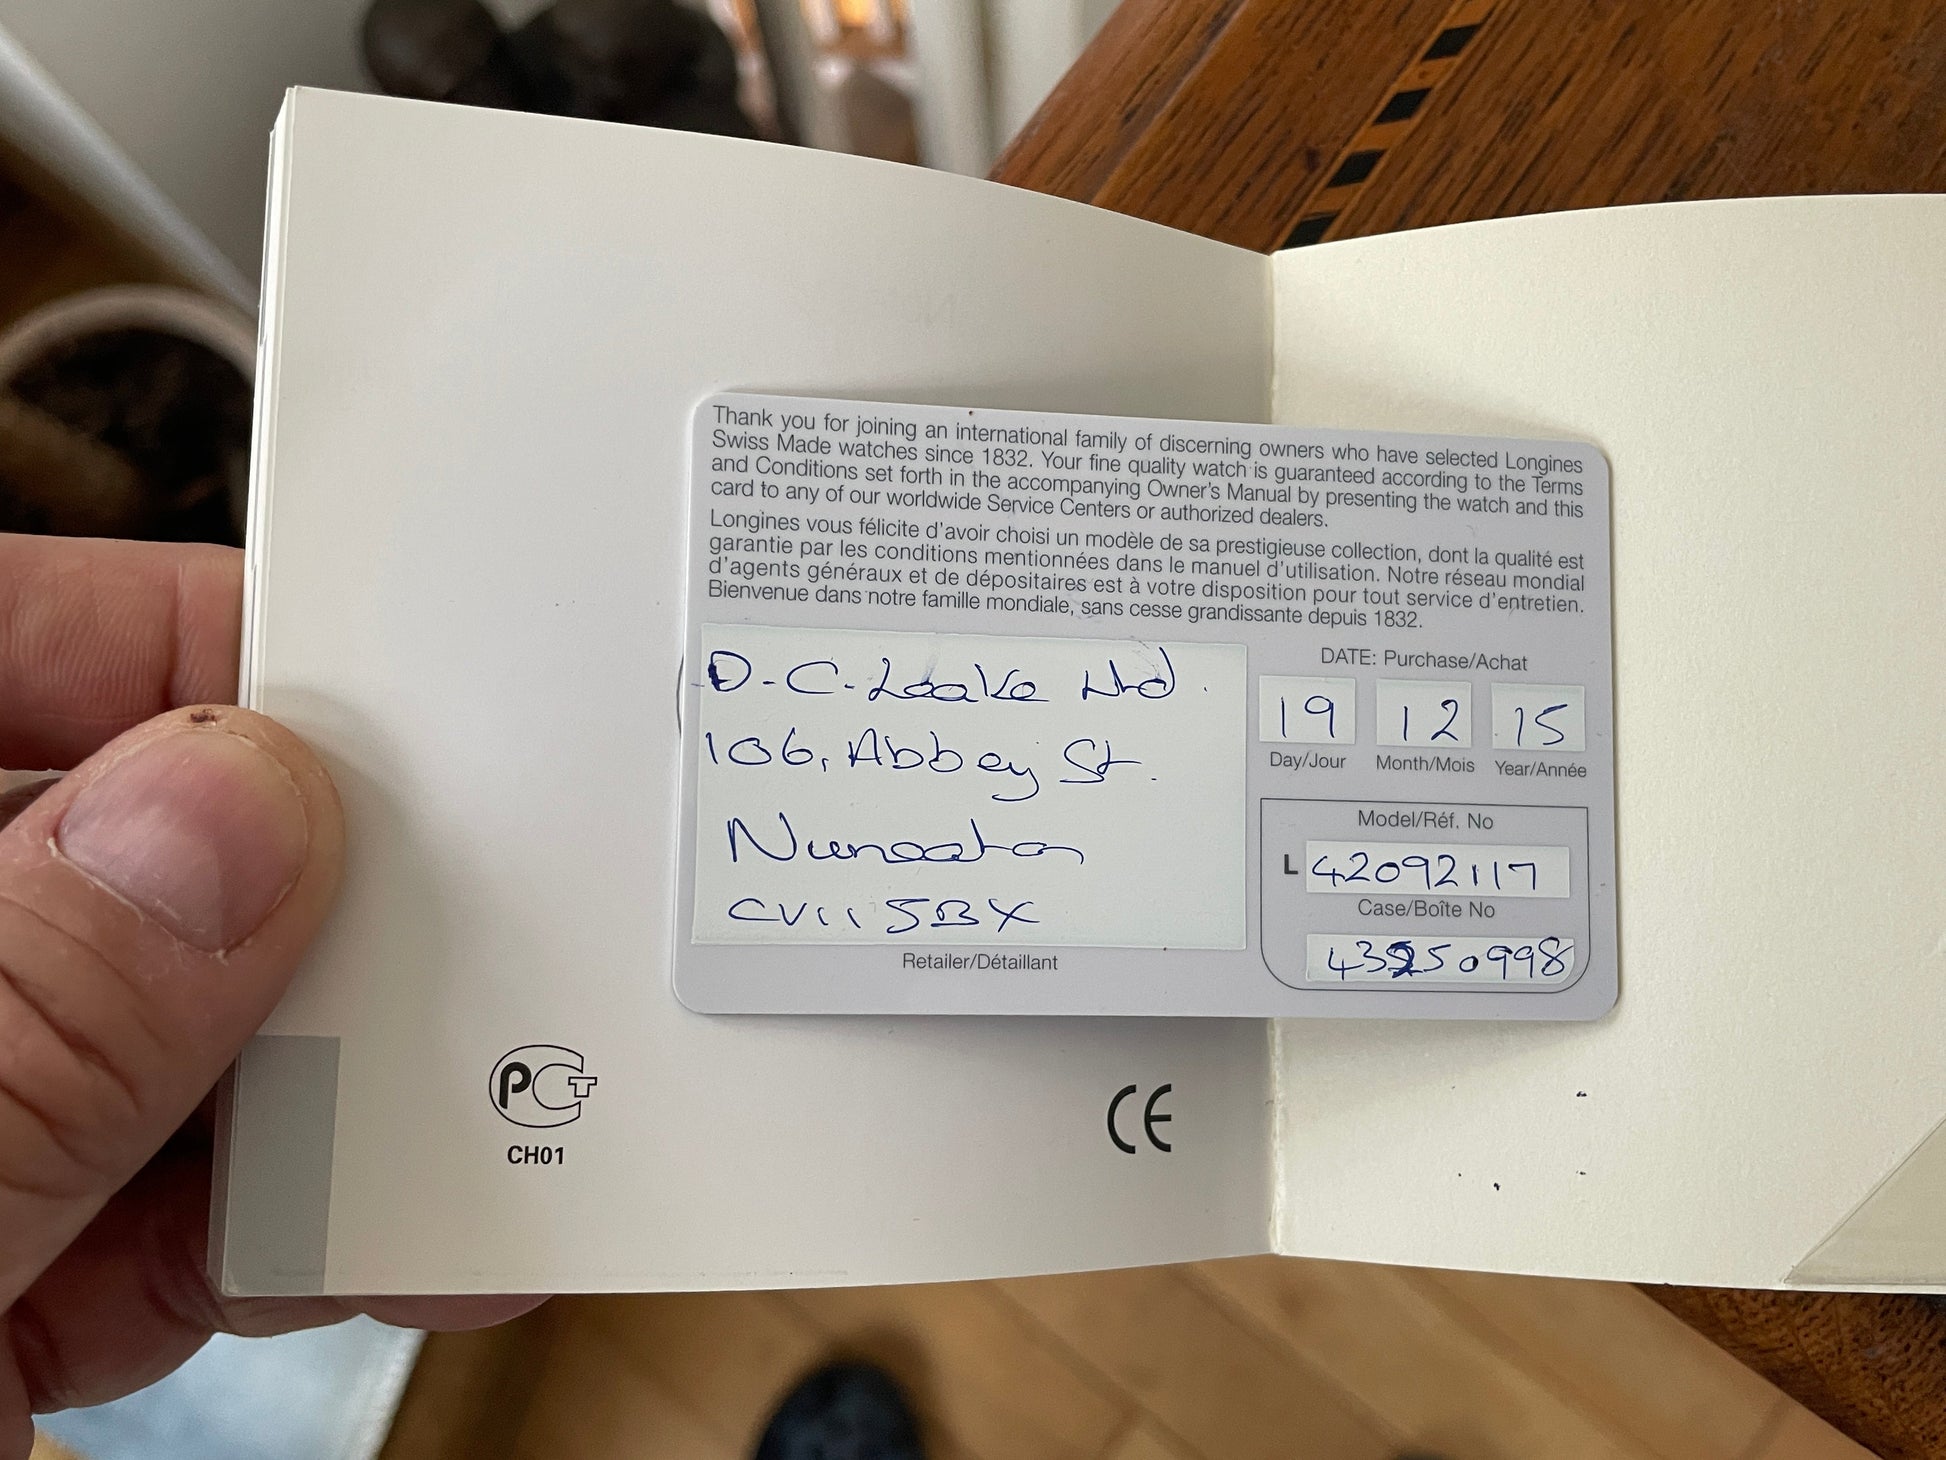 Thank you for joining an international family of discerning owners who have selected Longines
Swiss Made watches since 1832. Your fine quality watch is guaranteed according to the Terms
and Conditions set forth in the accompanying Owner's Manual by presenting the watch and this
card to any of our worldwide Service Centers or authorized dealers.
Longines vous félicite d'avoir choisi un modèle de sa prestigieuse collection, dont la qualité est
garantie par les conditions mentionnées dans le manuel d'utilisation. Notre réseau mondial
d'agents généraux et de dépositaires est à votre disposition pour tout service d'entretien.
Bienvenue dans notre famille mondiale, sans cesse grandissante depuis 1832.
D.C. Leake Ltd.
106, Abbey St.
Nuneaton
CV11 5BX
Retailer/Détaillant
DATE: Purchase/Achat
19 12 15
Day/Jour Month/Mois Year/Année
Model/Réf. No
L 42092117
Case/Boîte No
43250998
PCT
CH01
CE